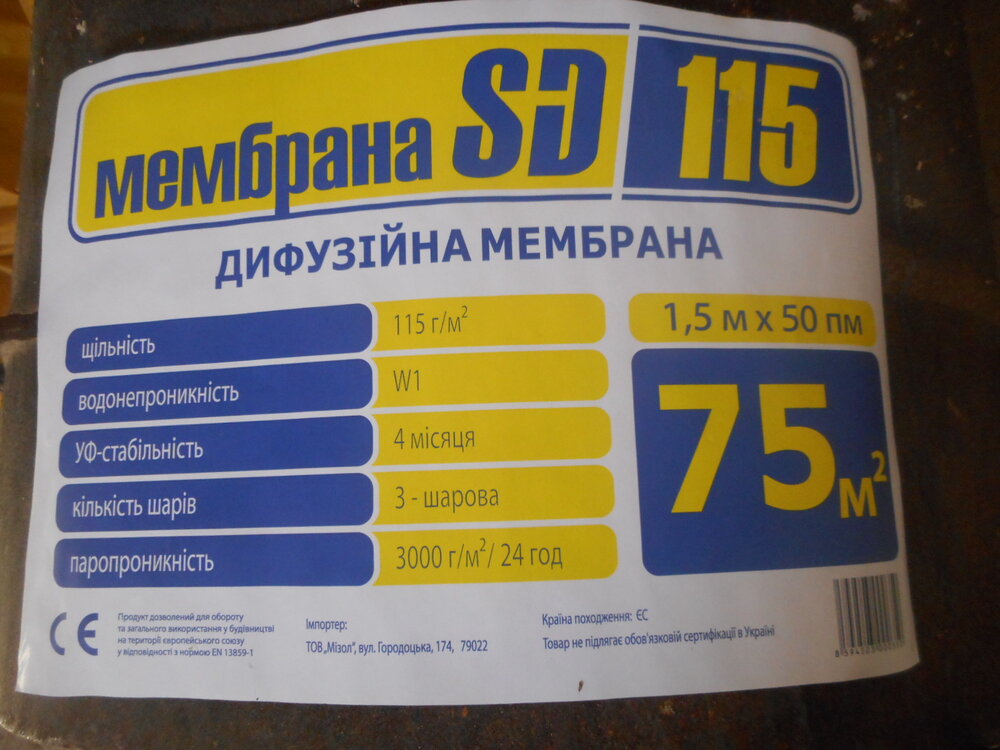 мембрана SD 115
ДИФУЗІЙНА МЕМБРАНА
щільність 115 г/м²
водонепроникність W1
УФ-стабільність 4 місяця
кількість шарів 3 - шарова
паропроникність 3000 г/м²/ 24 год
1,5 м х 50 пм
75 м²
CE
Продукт дозволений для обороту
та загального використання у будівництві
на території європейського союзу
у відповідності з нормою EN 13859-1
Імпортер:
ТОВ „Мізол", вул. Городоцька, 174, 79022
Країна походження: ЄС
Товар не підлягає обов'язковій сертифікації в Україні